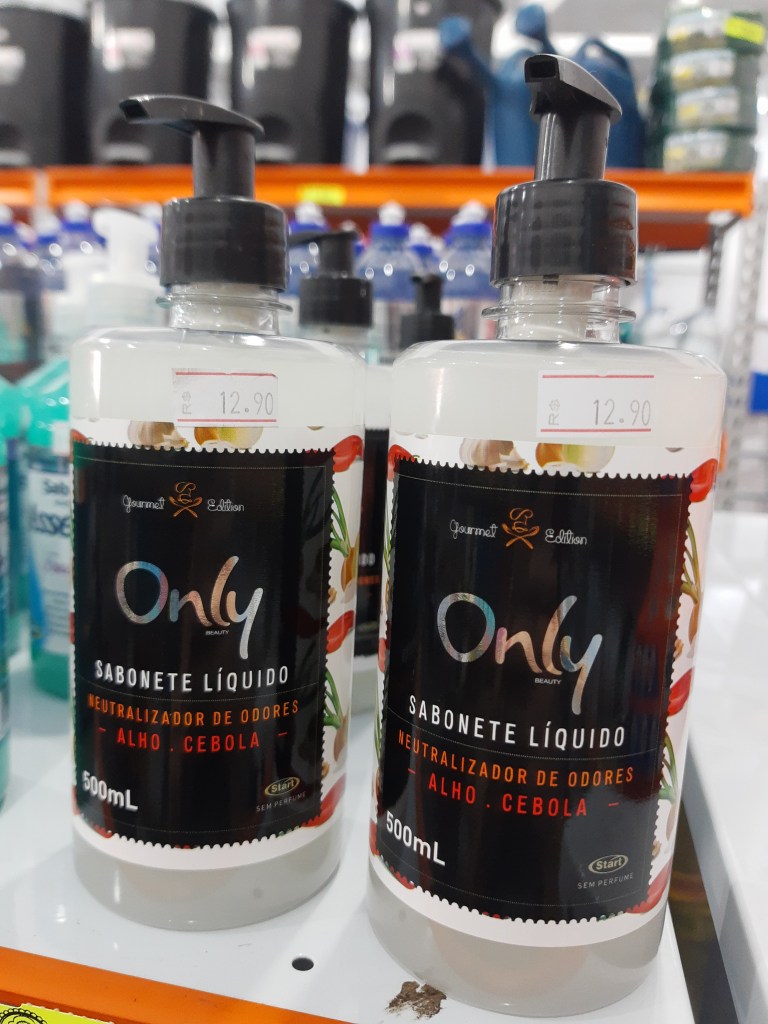 R$ 12.90
Gourmet Edition
Only
BEAUTY
SABONETE LÍQUIDO
NEUTRALIZADOR DE ODORES
- ALHO . CEBOLA -
500mL
Start
SEM PERFUME
R$ 12.90
Gourmet Edition
Only
BEAUTY
SABONETE LÍQUIDO
NEUTRALIZADOR DE ODORES
- ALHO . CEBOLA -
500mL
Start
SEM PERFUME